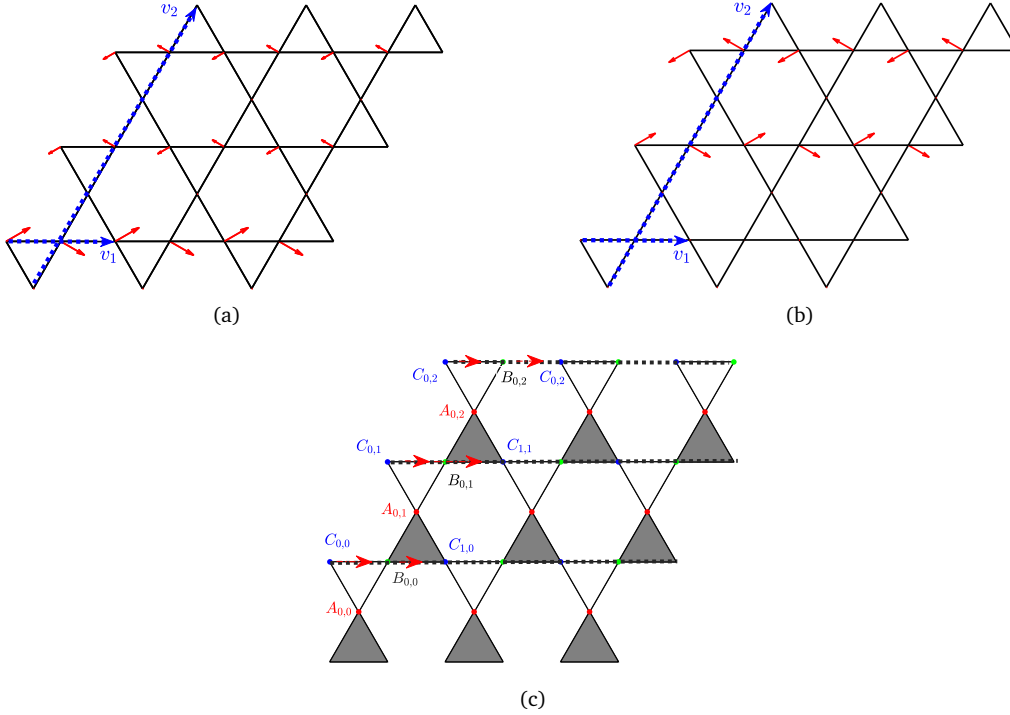 v₂ v₂
v₁ v₁
(a) (b)
C₀,₂ B₀,₂ C₀,₂
A₀,₂
C₀,₁ C₁,₁
B₀,₁
A₀,₁
C₀,₀ C₁,₀
B₀,₀
A₀,₀
(c)